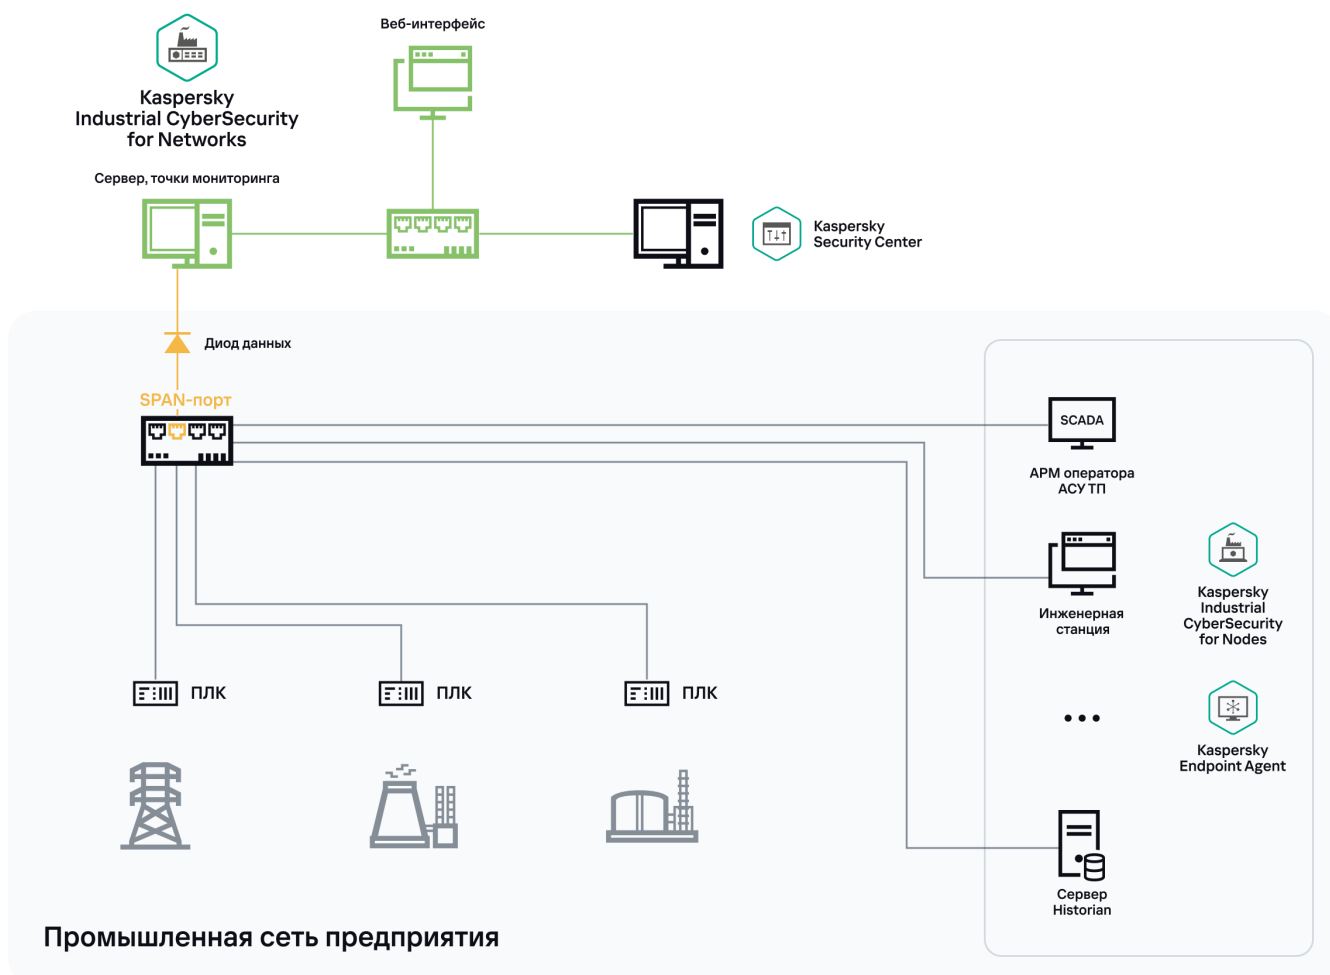 Веб-интерфейс
Kaspersky
Industrial CyberSecurity
for Networks
Сервер, точки мониторинга
Kaspersky
Security Center
Диод данных
SPAN-порт
SCADA
АРМ оператора
АСУ ТП
Инженерная
станция
Kaspersky
Industrial
CyberSecurity
for Nodes
ПЛК
ПЛК
ПЛК
Kaspersky
Endpoint Agent
Сервер
Historian
Промышленная сеть предприятия